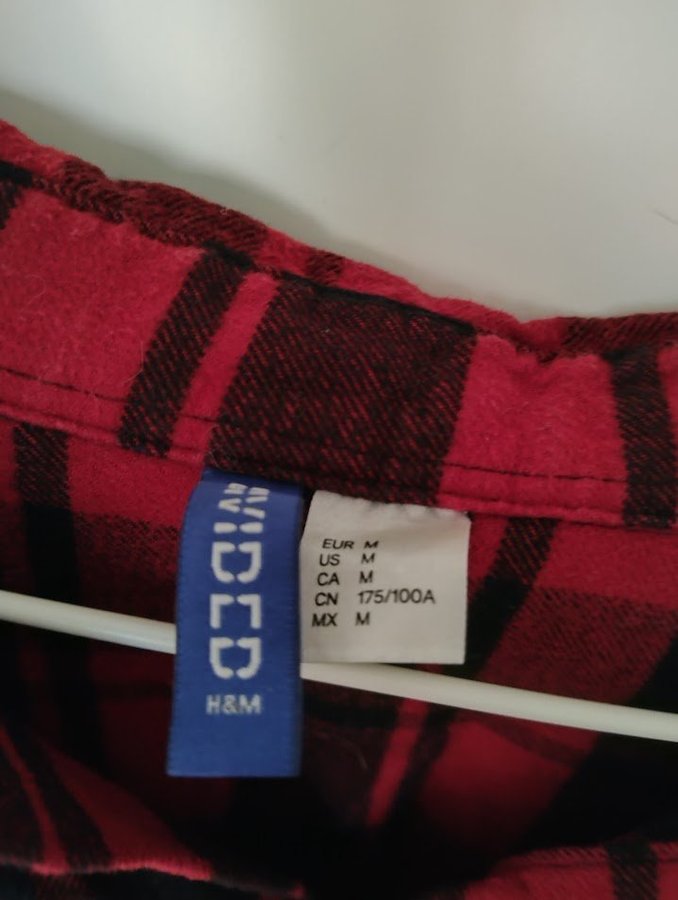 DIVIDED
H&M
EUR M
US M
CA M
CN 175/100A
MX M